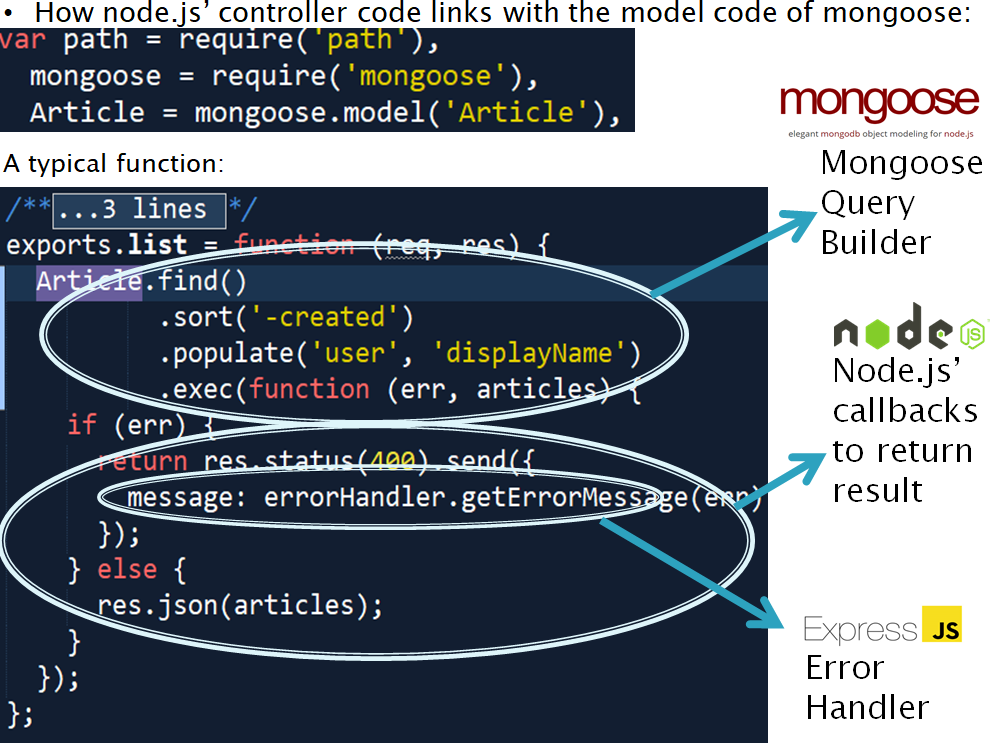 • How node.js’ controller code links with the model code of mongoose:
var path = require('path'),
mongoose = require('mongoose'),
Article = mongoose.model('Article'),
mongoose
elegant mongodb object modeling for node.js
A typical function:
Mongoose
Query
Builder
/**...3 lines */
exports.list = function (req, res) {
Article.find()
.sort('-created')
.populate('user', 'displayName')
.exec(function (err, articles) {
if (err) {
return res.status(400).send({
message: errorHandler.getErrorMessage(err)
});
} else {
res.json(articles);
}
});
};
node JS
Node.js’
callbacks
to return
result
Express JS
Error
Handler